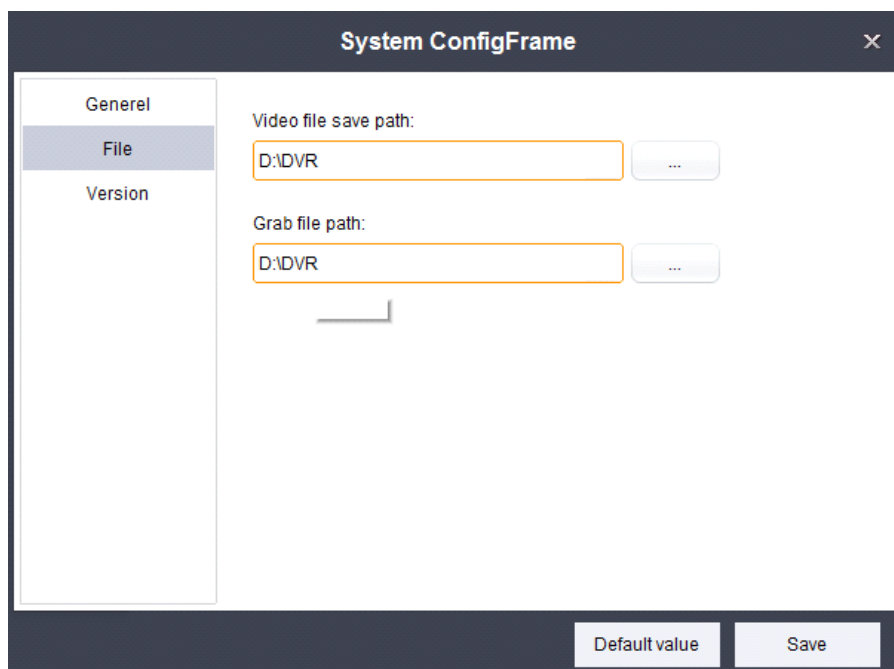 System ConfigFrame
Generel
File
Version
Video file save path:
D:\DVR
...
Grab file path:
D:\DVR
...
Default value
Save